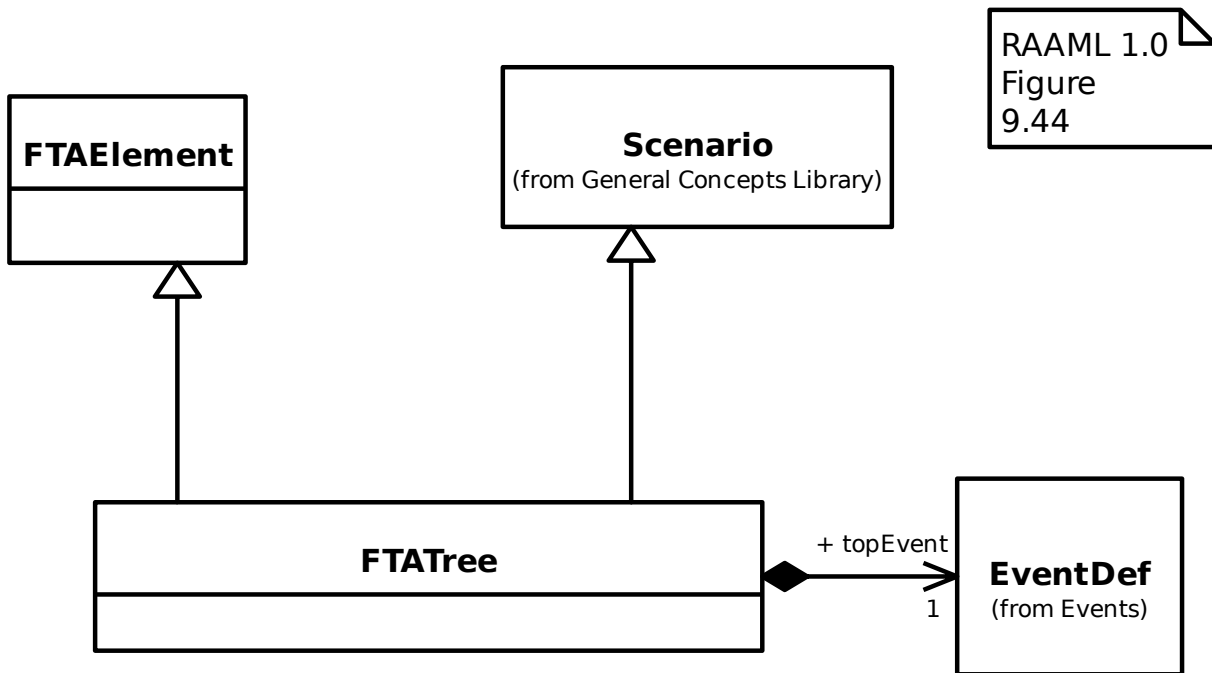 RAAML 1.0
Figure
9.44
FTAElement
Scenario
(from General Concepts Library)
FTATree
+ topEvent
1
EventDef
(from Events)